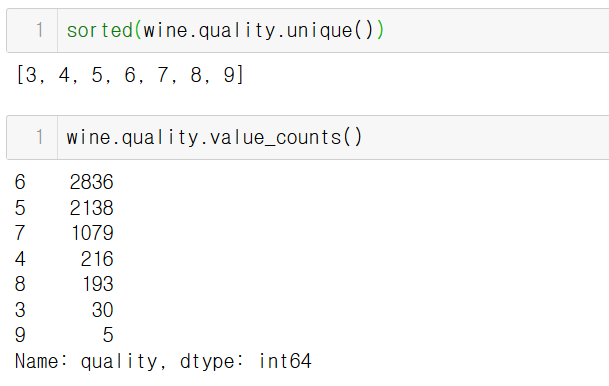 1 sorted(wine.quality.unique())
[3, 4, 5, 6, 7, 8, 9]
1 wine.quality.value_counts()
6 2836
5 2138
7 1079
4 216
8 193
3 30
9 5
Name: quality, dtype: int64